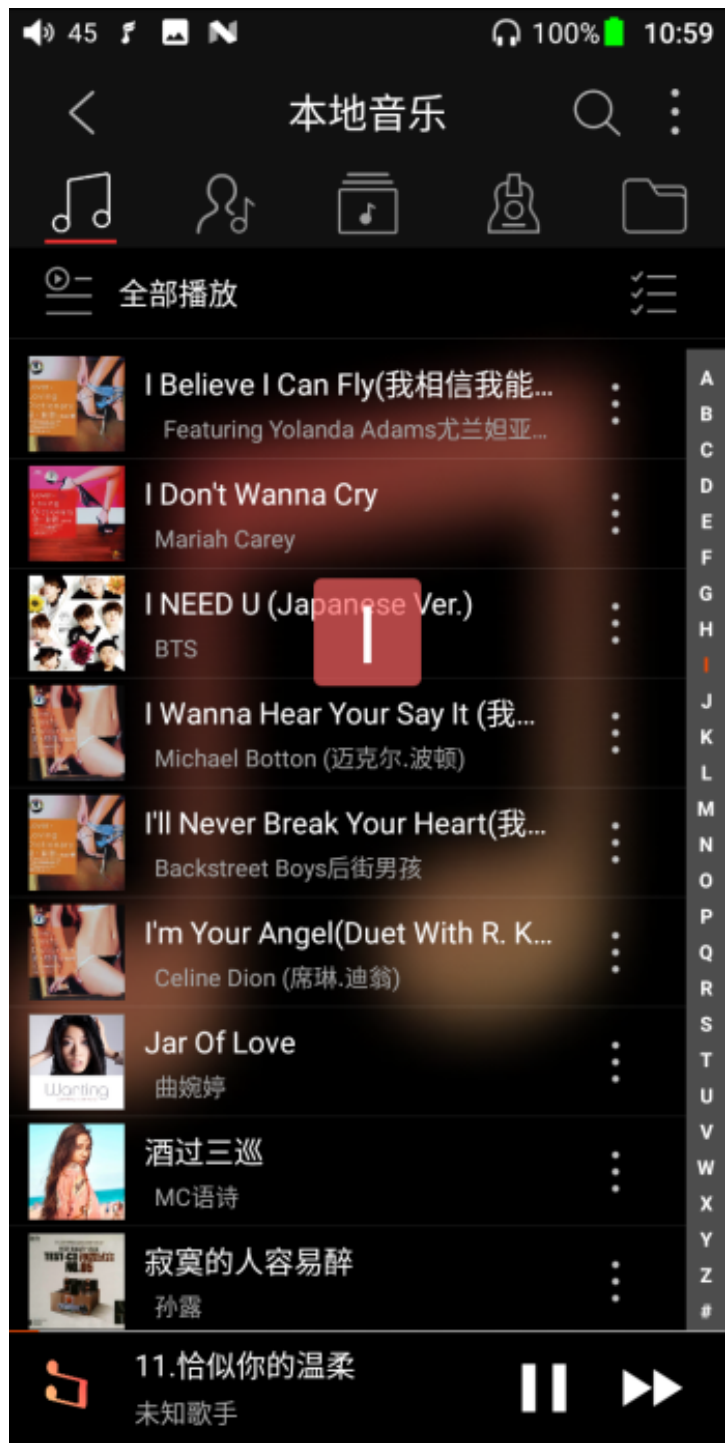 45 100% 10:59
本地音乐
全部播放
I Believe I Can Fly(我相信我能...
Featuring Yolanda Adams尤兰妲亚...
I Don't Wanna Cry
Mariah Carey
I NEED U (Japanese Ver.)
BTS
I
I Wanna Hear Your Say It (我...
Michael Botton (迈克尔.波顿)
I'll Never Break Your Heart(我...
Backstreet Boys后街男孩
I'm Your Angel(Duet With R. K...
Celine Dion (席琳.迪翁)
Jar Of Love
曲婉婷
Wanting
酒过三巡
MC语诗
寂寞的人容易醉
孙露
A
B
C
D
E
F
G
H
I
J
K
L
M
N
O
P
Q
R
S
T
U
V
W
X
Y
Z
#
11.恰似你的温柔
未知歌手